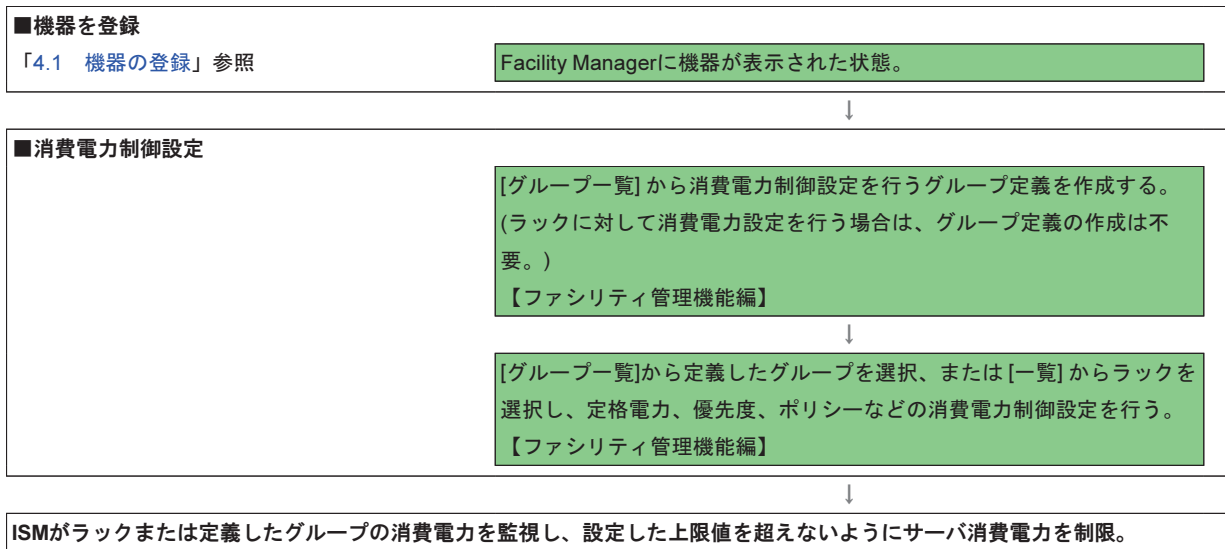 ■機器を登録
「4.1　機器の登録」参照
Facility Managerに機器が表示された状態。
↓
■消費電力制御設定
[グループ一覧] から消費電力制御設定を行うグループ定義を作成する。
(ラックに対して消費電力設定を行う場合は、グループ定義の作成は不
要。)
【ファシリティ管理機能編】
↓
[グループ一覧]から定義したグループを選択、または [一覧] からラックを
選択し、定格電力、優先度、ポリシーなどの消費電力制御設定を行う。
【ファシリティ管理機能編】
↓
ISMがラックまたは定義したグループの消費電力を監視し、設定した上限値を超えないようにサーバ消費電力を制限。